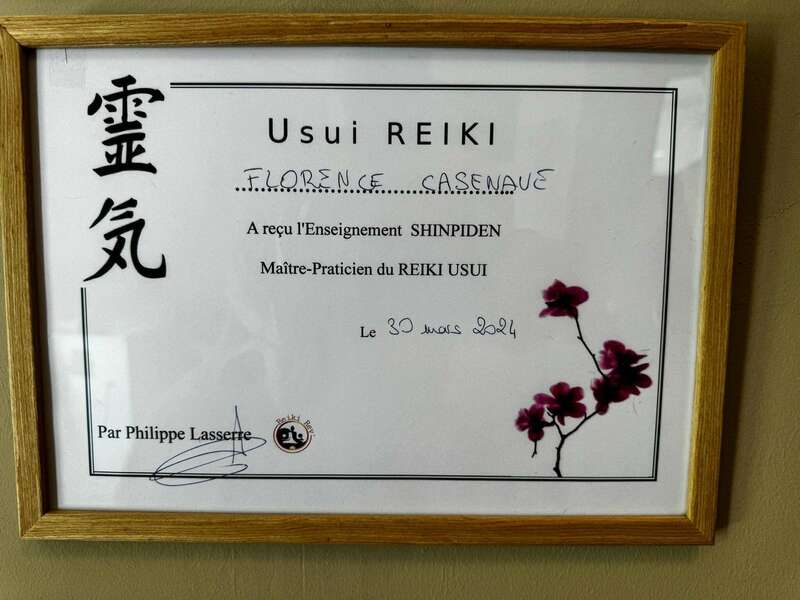 霊気
Usui REIKI
FLORENCE CASENAVE
A reçu l'Enseignement SHINPIDEN
Maître-Praticien du REIKI USUI
Le 30 mars 2024
Par Philippe Lasserre
Reiki